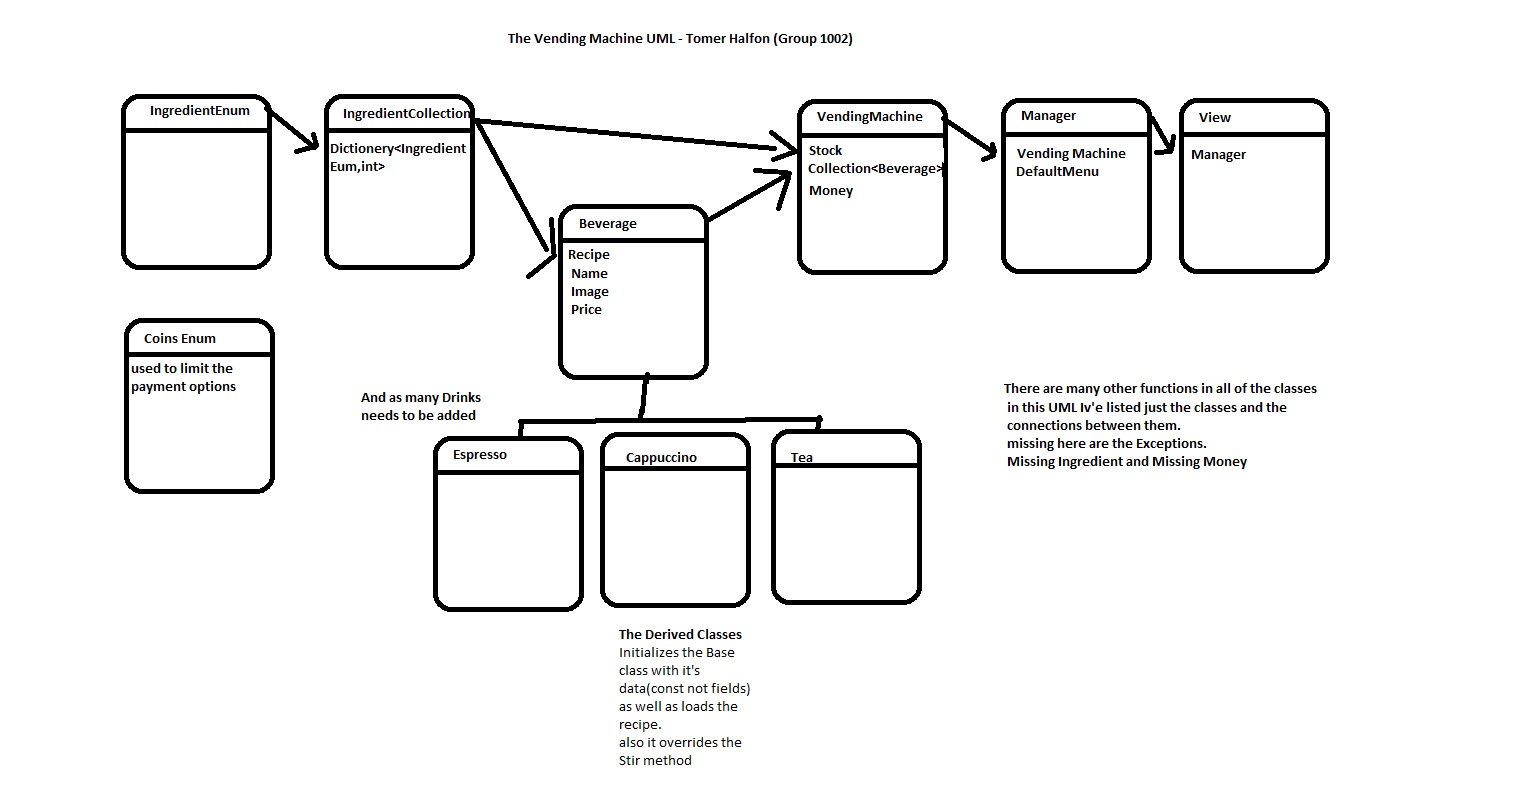 The Vending Machine UML - Tomer Halfon (Group 1002)
IngredientEnum
IngredientCollection
Dictionery<Ingredient
Eum,int>
VendingMachine
Stock
Collection<Beverage>
Money
Manager
Vending Machine
DefaultMenu
View
Manager
Beverage
Recipe
Name
Image
Price
Coins Enum
used to limit the
payment options
And as many Drinks
needs to be added
There are many other functions in all of the classes
in this UML Iv'e listed just the classes and the
connections between them.
missing here are the Exceptions.
Missing Ingredient and Missing Money
Espresso
Cappuccino
Tea
The Derived Classes
Initializes the Base
class with it's
data(const not fields)
as well as loads the
recipe.
also it overrides the
Stir method